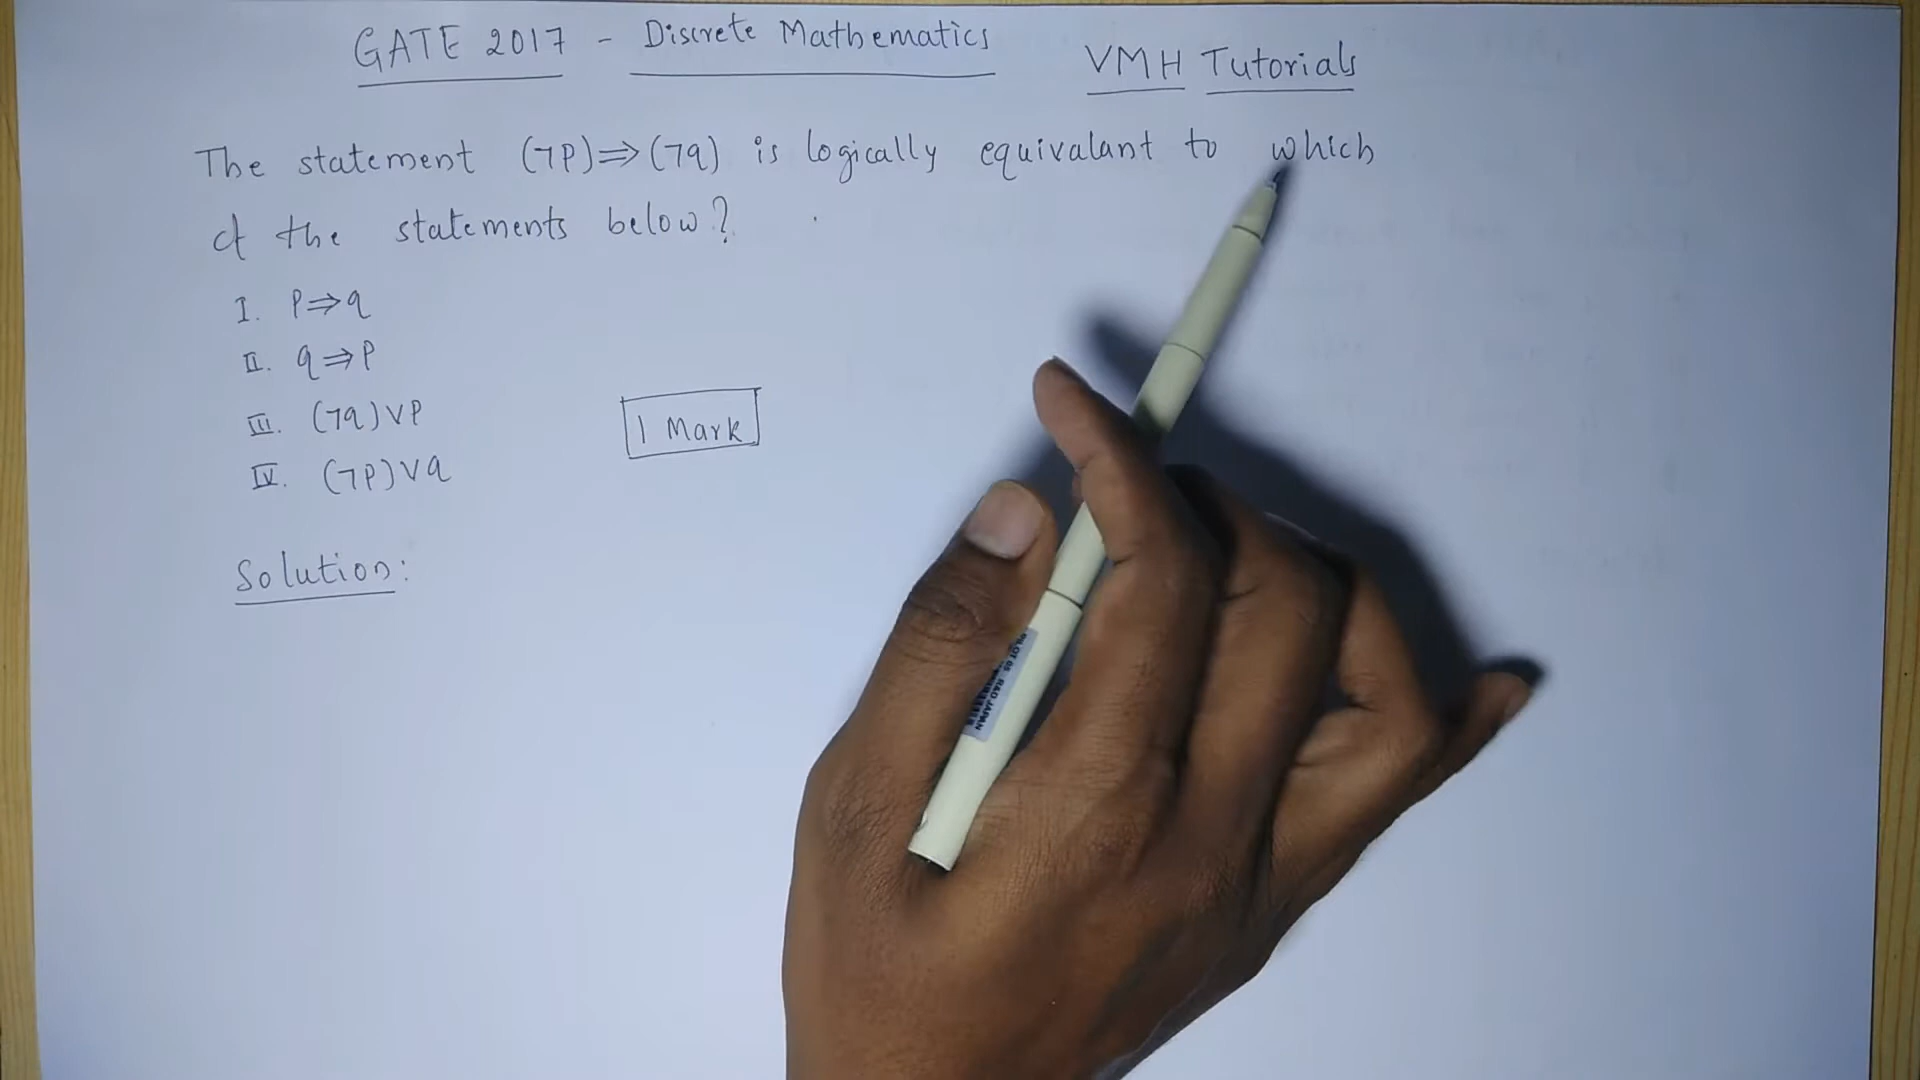 GATE 2017 - Discrete Mathematics
VMH Tutorials
The statement (¬P)⇒(¬q) is logically equivalant to which
of the statements below?
I. P⇒q
II. q⇒P
III. (¬q)∨P
1 Mark
IV. (¬P)∨q
Solution: